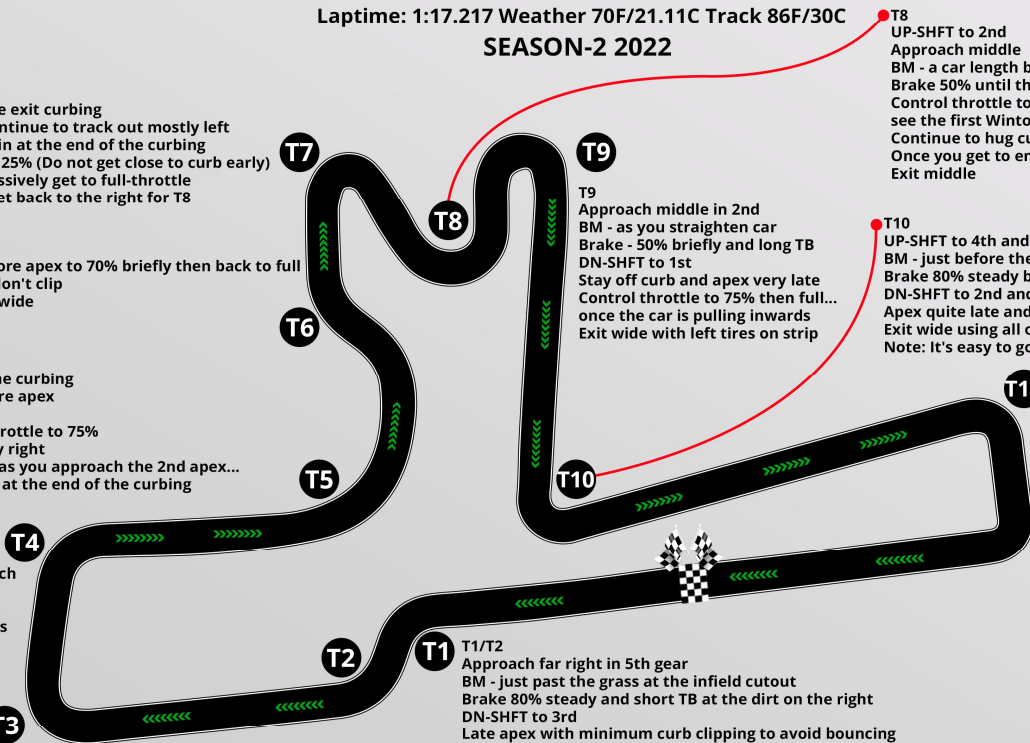 Laptime: 1:17.217 Weather 70F/21.11C Track 86F/30C
SEASON-2 2022
T8
UP-SHFT to 2nd
Approach middle
BM - a car length b
Brake 50% until th
Control throttle to
see the first Winto
Continue to hug cu
Once you get to en
Exit middle
e exit curbing
ntinue to track out mostly left
in at the end of the curbing
25% (Do not get close to curb early)
ssively get to full-throttle
et back to the right for T8
T7
T9
T8
T9
Approach middle in 2nd
BM - as you straighten car
Brake - 50% briefly and long TB
DN-SHFT to 1st
Stay off curb and apex very late
Control throttle to 75% then full...
once the car is pulling inwards
Exit wide with left tires on strip
T10
UP-SHFT to 4th and
BM - just before the
Brake 80% steady b
DN-SHFT to 2nd and
Apex quite late and
Exit wide using all o
Note: It's easy to go
ore apex to 70% briefly then back to full
on't clip
wide
T6
ne curbing
re apex
rottle to 75%
y right
as you approach the 2nd apex...
at the end of the curbing
T1
T5
T10
T4
ch
s
T2
T1
T1/T2
Approach far right in 5th gear
BM - just past the grass at the infield cutout
Brake 80% steady and short TB at the dirt on the right
DN-SHFT to 3rd
Late apex with minimum curb clipping to avoid bouncing
T3